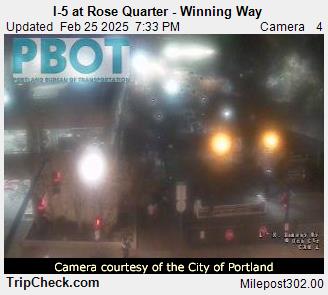 I-5 at Rose Quarter - Winning Way
Updated Feb 25 2025 7:33 PM Camera 4
PBOT
PORTLAND BUREAU OF TRANSPORTATION
Camera courtesy of the City of Portland
TripCheck.com Milepost302.00